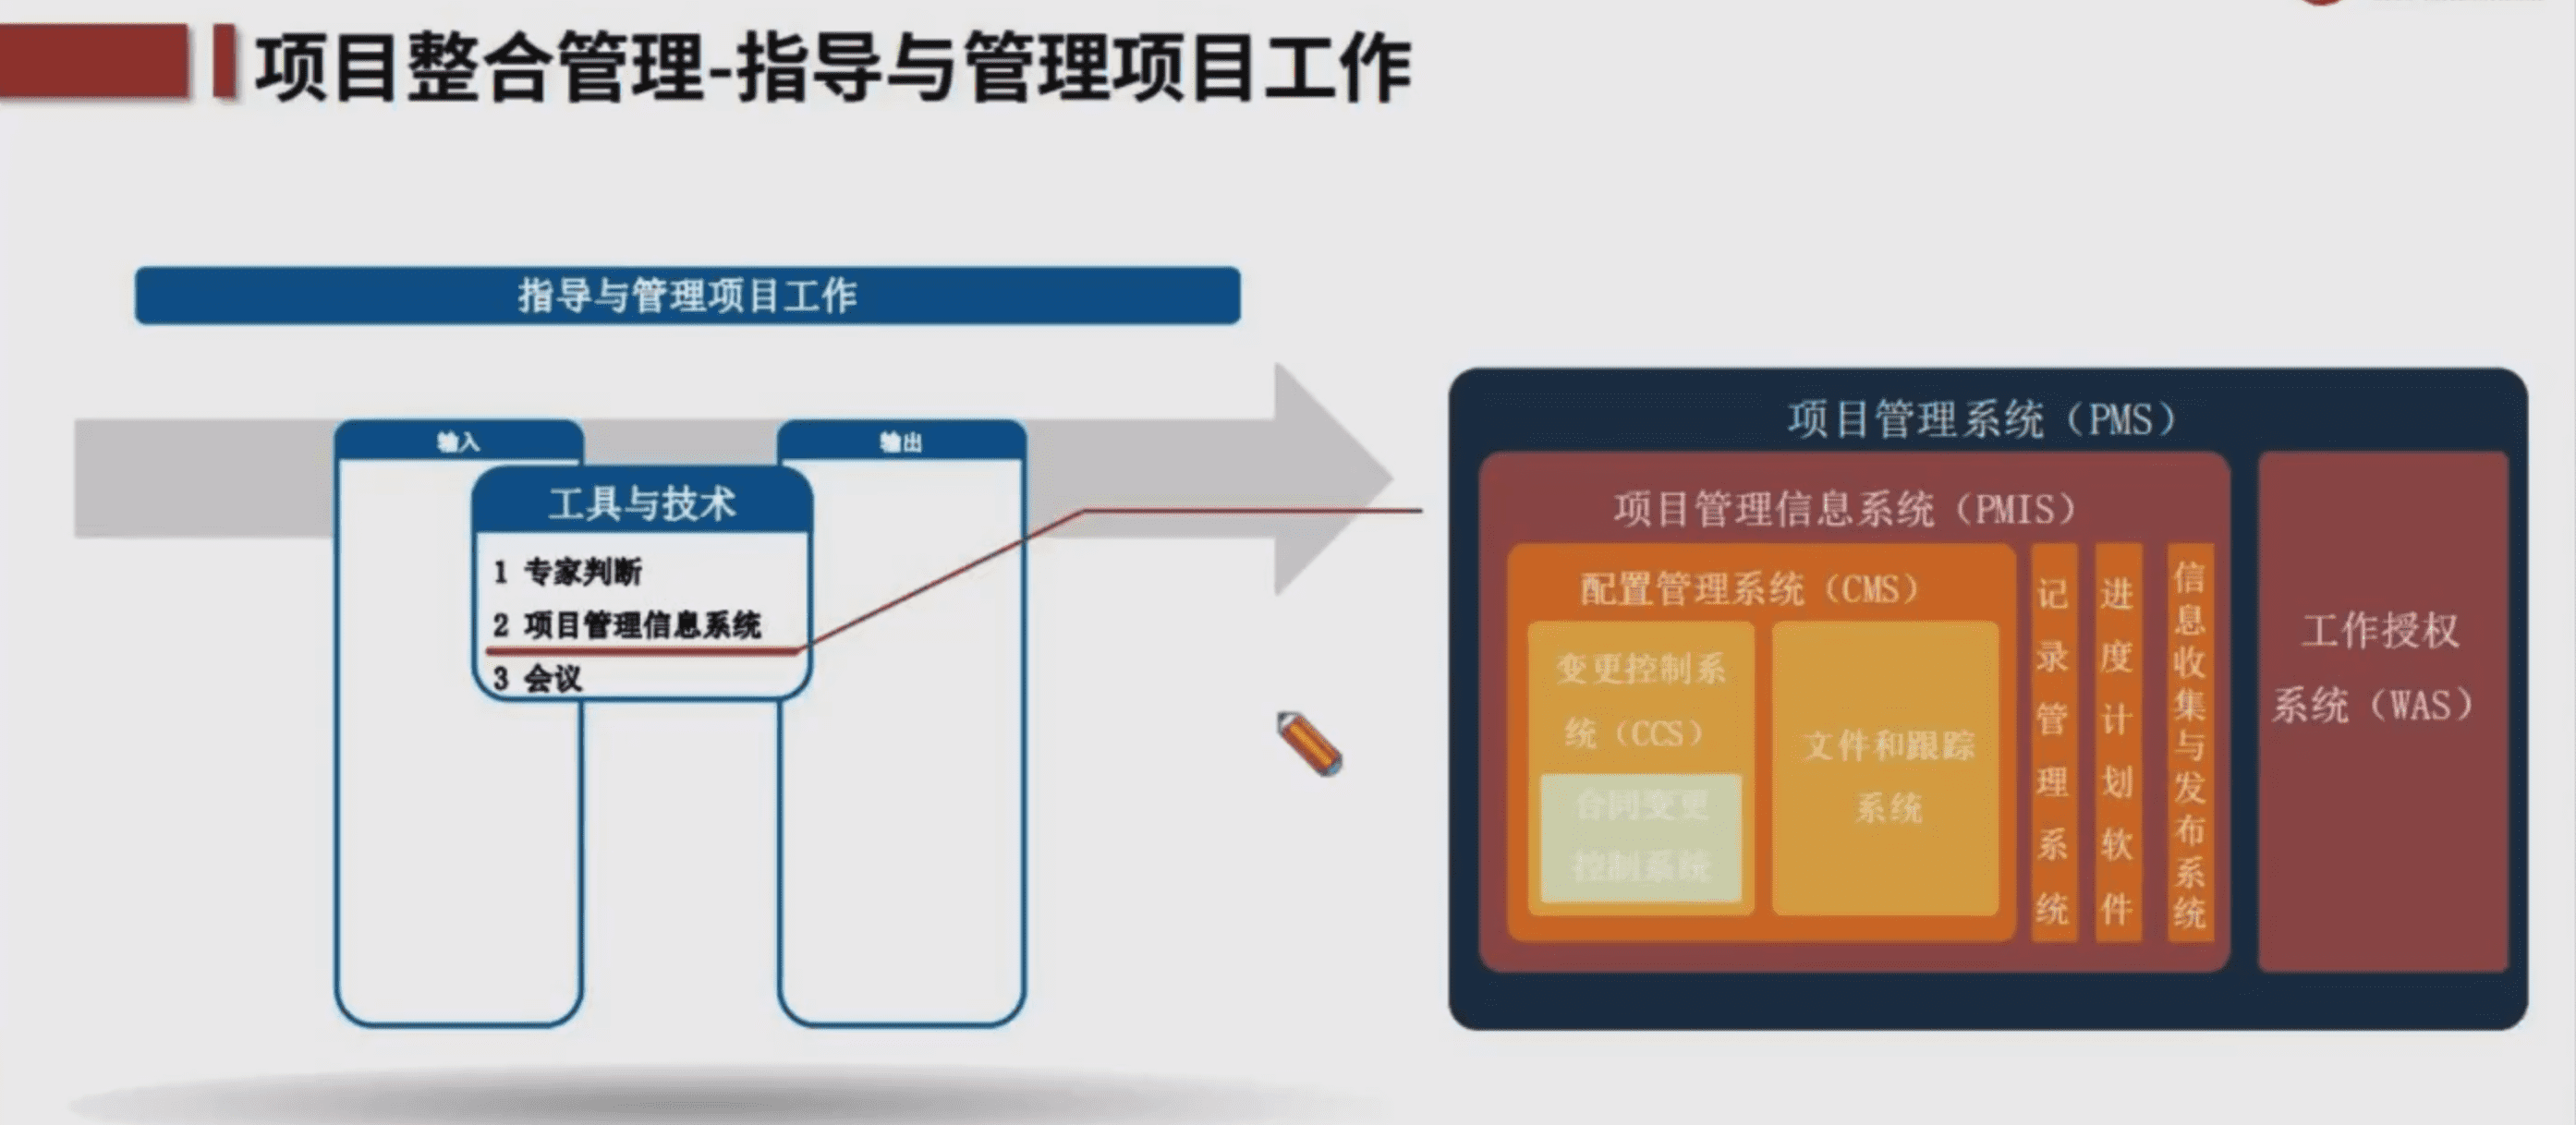 项目整合管理-指导与管理项目工作
指导与管理项目工作
输入
输出
工具与技术
1 专家判断
2 项目管理信息系统
3 会议
项目管理系统（PMS）
项目管理信息系统（PMIS）
配置管理系统（CMS）
变更控制系
统（CCS）
合同变更
控制系统
文件和跟踪
系统
记录管理系统
进度计划软件
信息收集与发布系统
工作授权
系统（WAS）